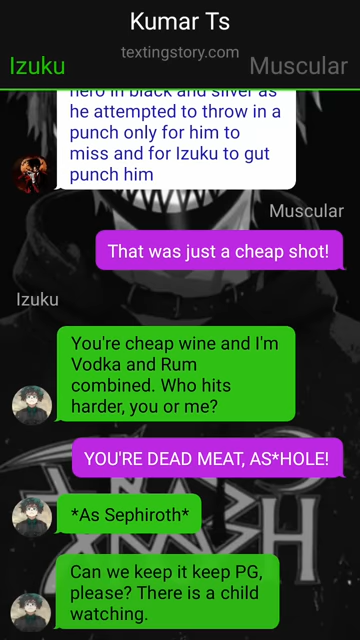 Kumar Ts
textingstory.com
Izuku
Muscular
hero in black and silver as
he attempted to throw in a
punch only for him to
miss and for Izuku to gut
punch him
Muscular
That was just a cheap shot!
Izuku
You're cheap wine and I'm
Vodka and Rum
combined. Who hits
harder, you or me?
YOU'RE DEAD MEAT, AS*HOLE!
*As Sephiroth*
Can we keep it keep PG,
please? There is a child
watching.